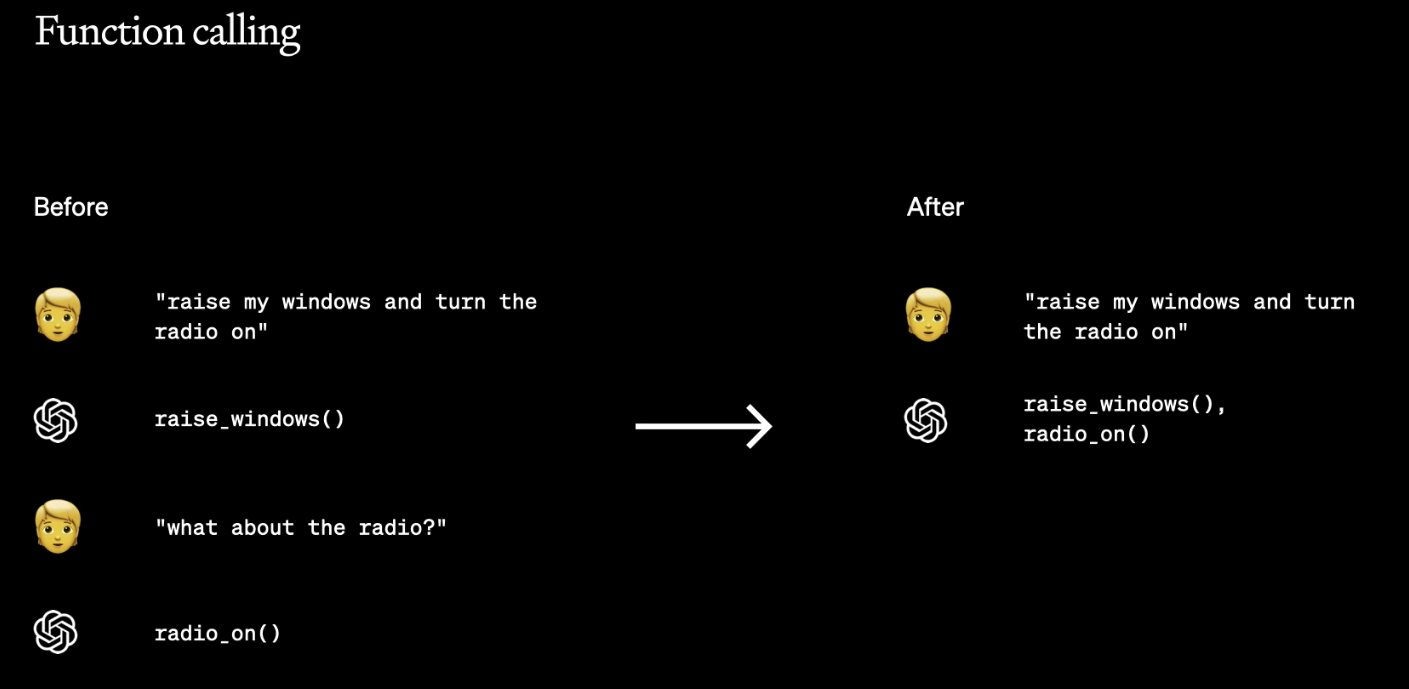 Function calling
Before
"raise my windows and turn the
radio on"
raise_windows()
"what about the radio?"
radio_on()
After
"raise my windows and turn
the radio on"
raise_windows(),
radio_on()